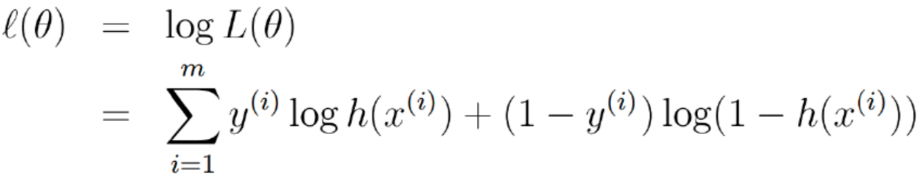 ℓ(θ) = log L(θ)
= ∑_{i=1}^{m} y^{(i)} log h(x^{(i)}) + (1 − y^{(i)}) log(1 − h(x^{(i)}))